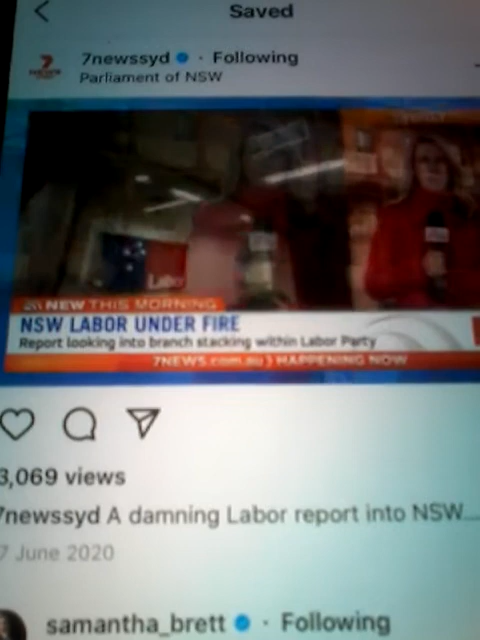 Saved
7newssyd · Following
Parliament of NSW
NEW THIS MORNING
NSW LABOR UNDER FIRE
Report looking into branch stacking within Labor Party
7NEWS.com.au HAPPENING NOW
3,069 views
7newssyd A damning Labor report into NSW...
7 June 2020
samantha_brett · Following